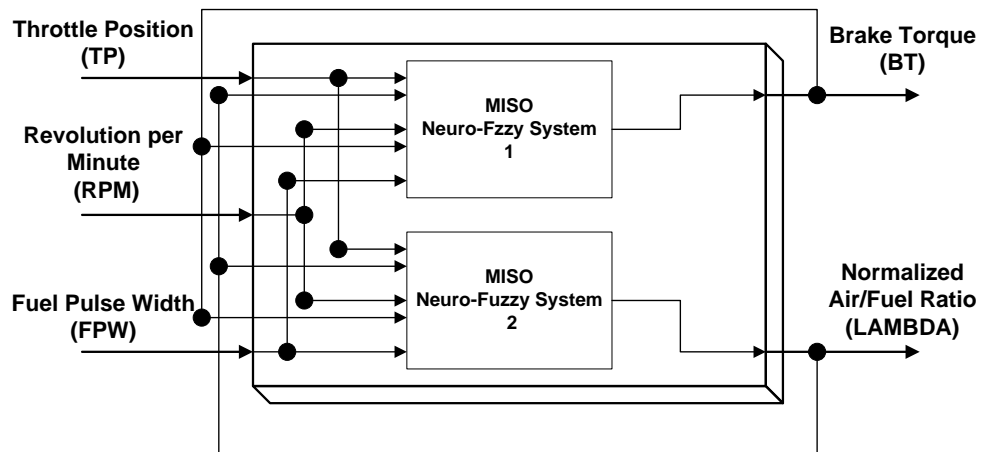 Throttle Position
(TP)
Revolution per
Minute
(RPM)
Fuel Pulse Width
(FPW)
MISO
Neuro-Fzzy System
1
MISO
Neuro-Fuzzy System
2
Brake Torque
(BT)
Normalized
Air/Fuel Ratio
(LAMBDA)